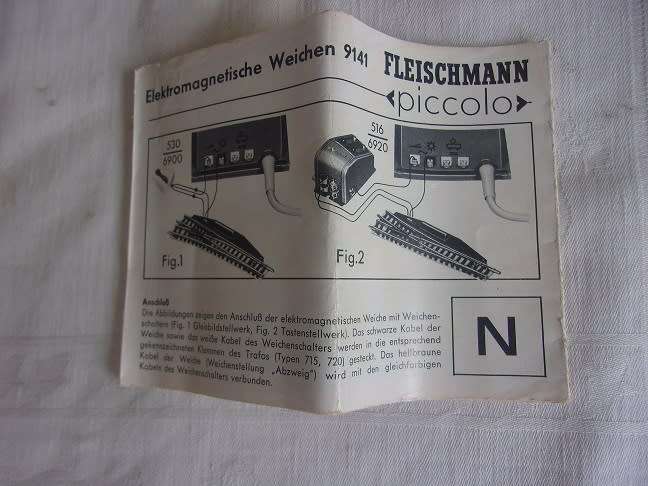 Elektromagnetische Weichen 9141
FLEISCHMANN
piccolo
530
6900
516
6920
Fig.1
Fig.2
Anschluß
Die Abbildungen zeigen den Anschluß der elektromagnetischen Weiche mit Weichen-
schaltern (Fig. 1 Gleisbildstellwerk, Fig. 2 Tastenstellwerk). Das schwarze Kabel der
Weiche sowie das weiße Kabel des Weichenschalters werden in die entsprechend
gekennzeichneten Klemmen des Trafos (Typen 715, 720) gesteckt. Das hellbraune
Kabel der Weiche (Weichenstellung „Abzweig") wird mit den gleichfarbigen
Kabeln des Weichenschalters verbunden.
N